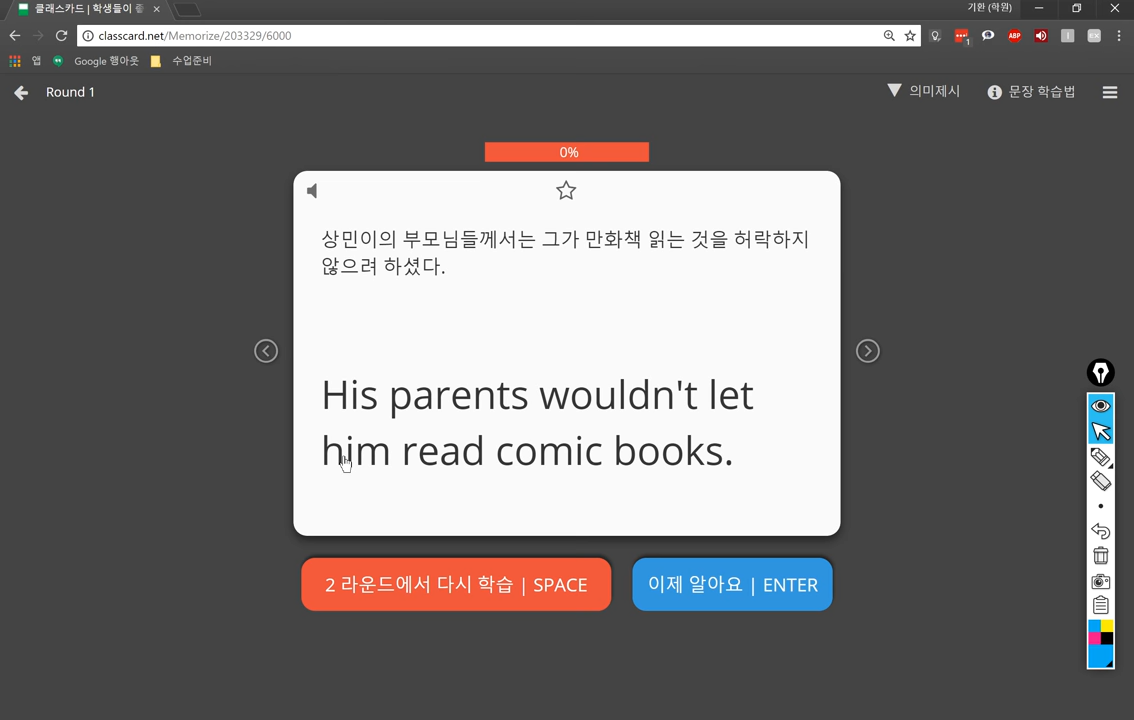 클래스카드 | 학생들이 즐
기환 (학원)
classcard.net/Memorize/203329/6000
1
ABP
앱
Google 행아웃
수업준비
Round 1
의미제시
문장 학습법
0%
상민이의 부모님들께서는 그가 만화책 읽는 것을 허락하지
않으려 하셨다.
His parents wouldn't let
him read comic books.
2 라운드에서 다시 학습 | SPACE
이제 알아요 | ENTER